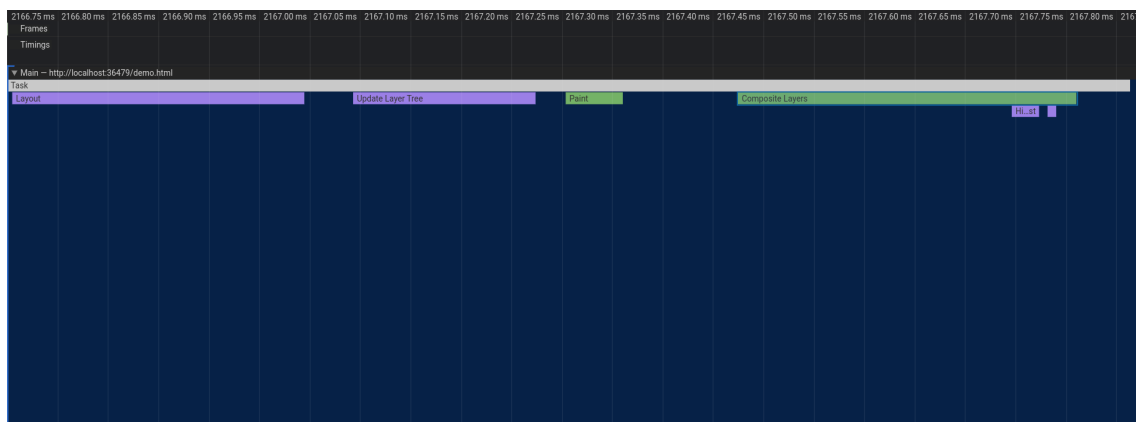 2166.75 ms 2166.80 ms 2166.85 ms 2166.90 ms 2166.95 ms 2167.00 ms 2167.05 ms 2167.10 ms 2167.15 ms 2167.20 ms 2167.25 ms 2167.30 ms 2167.35 ms 2167.40 ms 2167.45 ms 2167.50 ms 2167.55 ms 2167.60 ms 2167.65 ms 2167.70 ms 2167.75 ms 2167.80 ms 216
Frames
Timings
▼ Main — http://localhost:36479/demo.html
Task
Layout Update Layer Tree Paint Composite Layers
Hi…st